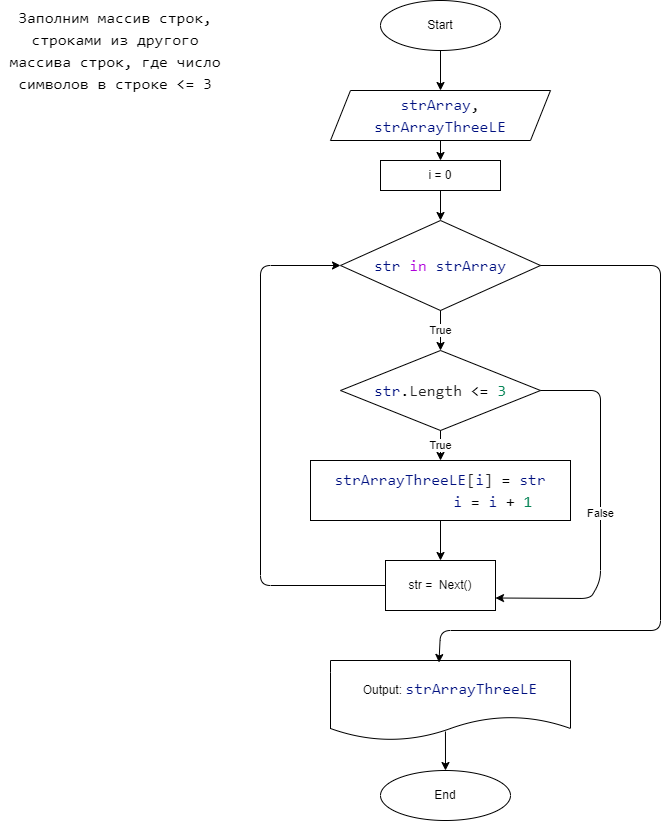 Заполним массив строк,
строками из другого
массива строк, где число
символов в строке <= 3
Start
strArray,
strArrayThreeLE
i = 0
str in strArray
True
str.Length <= 3
True
strArrayThreeLE[i] = str
i = i + 1
False
str = Next()
Output: strArrayThreeLE
End